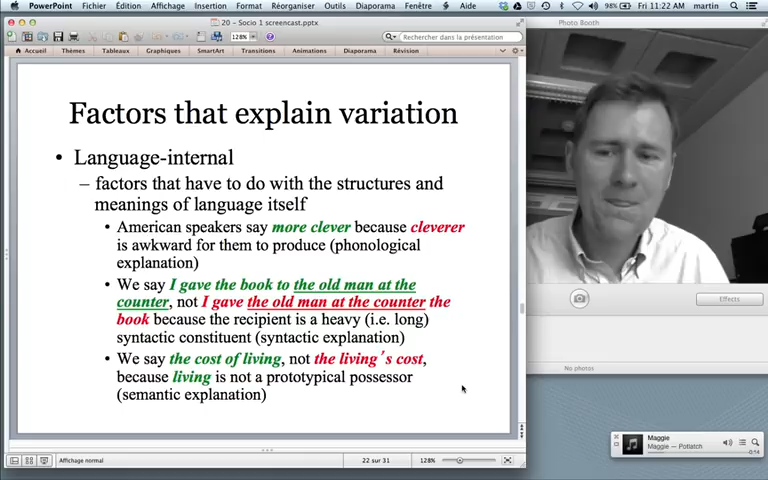 PowerPoint Fichier Édition Affichage Insertion Format Réorganiser Outils Diaporama Fenêtre Aide
98% Fri 11:22 AM martin
20 – Socio 1 screencast.pptx
Photo Booth
128%
Rechercher dans la présentation
Accueil Thèmes Tableaux Graphiques SmartArt Transitions Animations Diaporama Révision
Factors that explain variation
• Language-internal
– factors that have to do with the structures and
meanings of language itself
• American speakers say more clever because cleverer
is awkward for them to produce (phonological
explanation)
• We say I gave the book to the old man at the
counter, not I gave the old man at the counter the
book because the recipient is a heavy (i.e. long)
syntactic constituent (syntactic explanation)
• We say the cost of living, not the living's cost,
because living is not a prototypical possessor
(semantic explanation)
Effects
No photos
Maggie
Maggie — Potlatch
Affichage normal
22 sur 31
128%